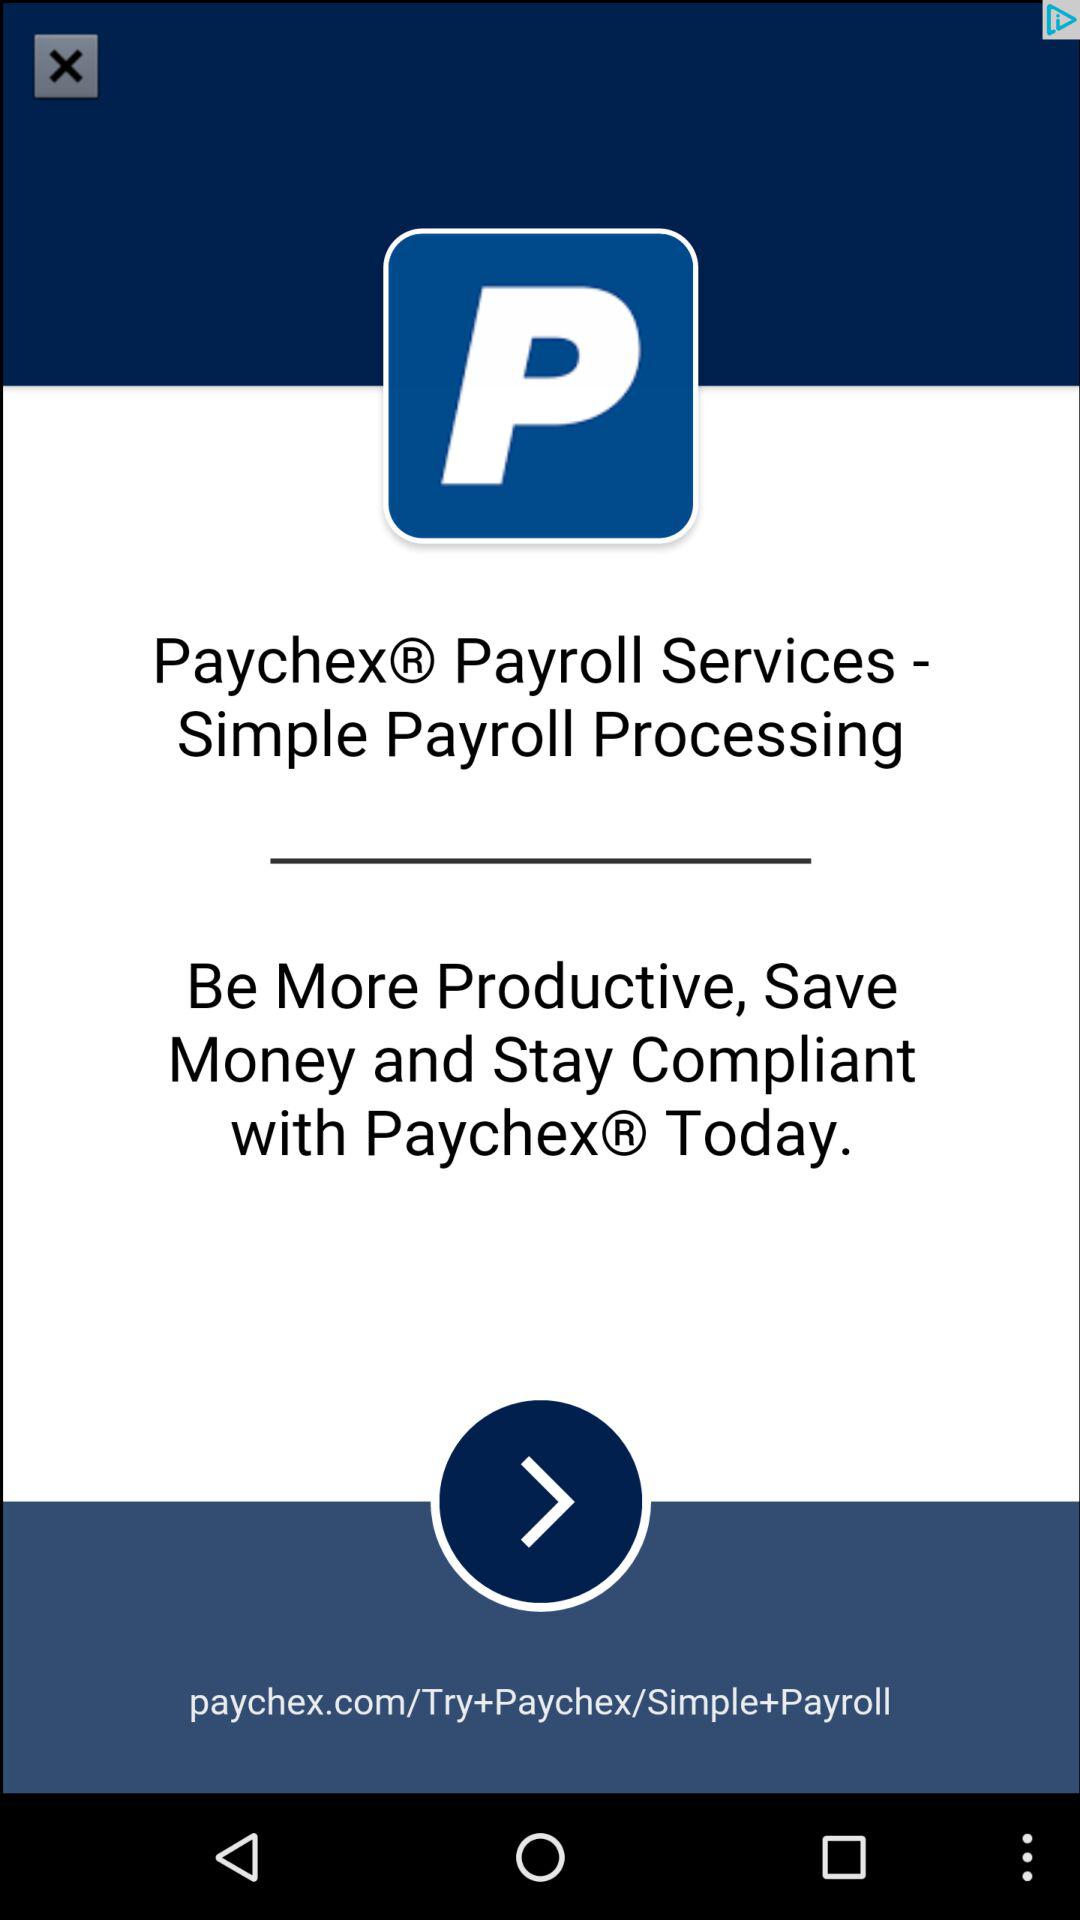 P
Paychex® Payroll Services -
Simple Payroll Processing
Be More Productive, Save
Money and Stay Compliant
with Paychex® Today.
paychex.com/Try+Paychex/Simple+Payroll